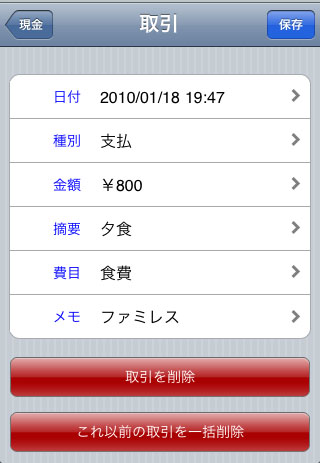 現金 取引 保存
日付 2010/01/18 19:47
種別 支払
金額 ￥800
摘要 夕食
費目 食費
メモ ファミレス
取引を削除
これ以前の取引を一括削除